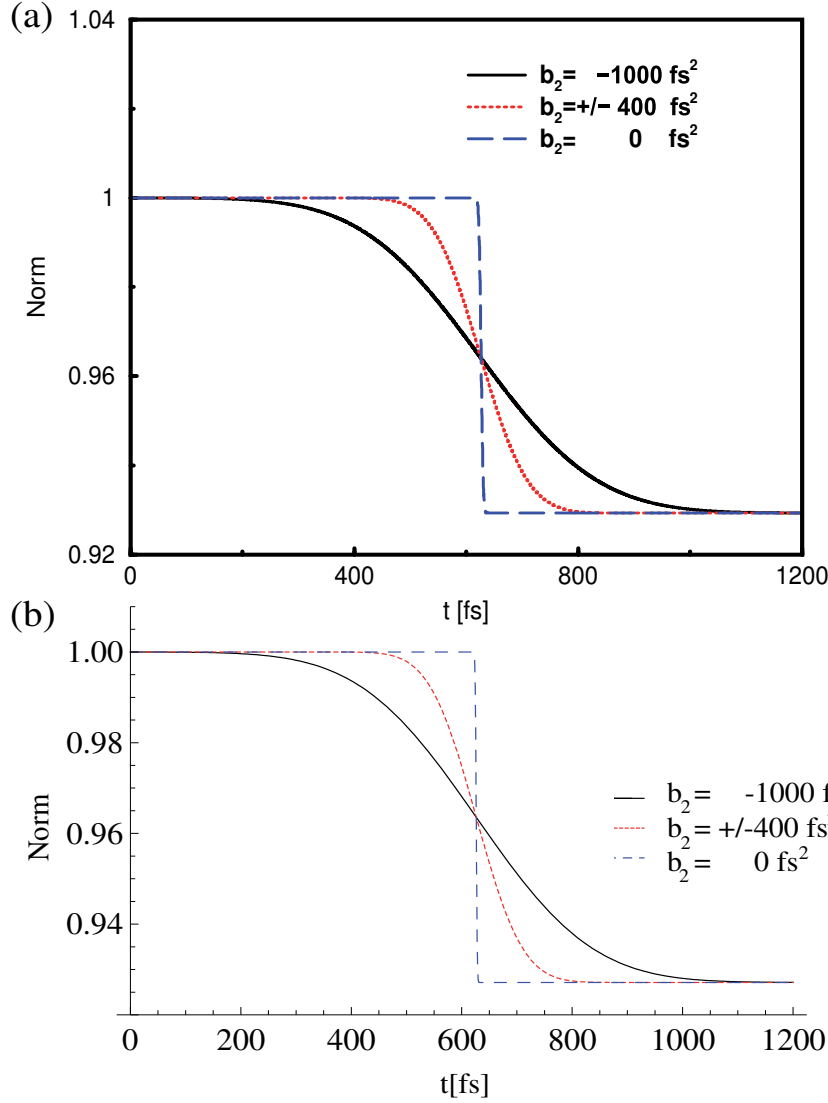 (a)
1.04
b₂= −1000 fs²
b₂=+/− 400 fs²
b₂= 0 fs²
1
Norm
0.96
0.92
0 400 600 800 1200
t [fs]
(b)
1.00
0.98
b₂= -1000 f
Norm
0.96
b₂= +/-400 fs
b₂= 0 fs²
0.94
0 200 400 600 800 1000 1200
t[fs]